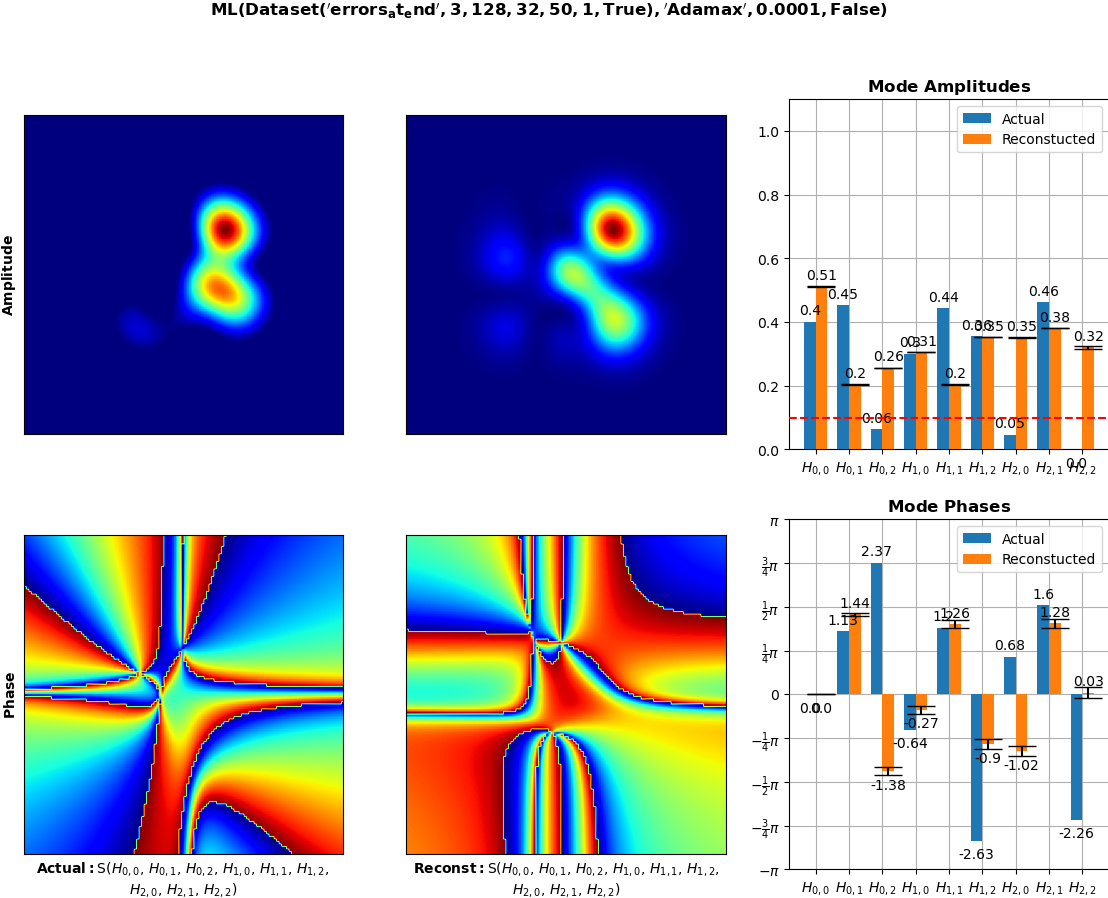 ML(Dataset('errors_at_end', 3, 128, 32, 50, 1, True), 'Adamax', 0.0001, False)
Amplitude
Mode Amplitudes
Actual
Reconstucted
1.0
0.8
0.6
0.4
0.2
0.0
0.4 0.51 0.45 0.2 0.06 0.26 0.3 0.31 0.44 0.2 0.36 0.35 0.05 0.35 0.46 0.38 0.0 0.32
H0,0 H0,1 H0,2 H1,0 H1,1 H1,2 H2,0 H2,1 H2,2
Phase
Mode Phases
Actual
Reconstucted
π
3/4π
1/2π
1/4π
0
−1/4π
−1/2π
−3/4π
−π
0.0 0.0 1.13 1.44 2.37 -1.38 -0.64 -0.27 1.26 -2.63 -0.9 0.68 -1.02 1.6 1.28 -2.26 0.03
H0,0 H0,1 H0,2 H1,0 H1,1 H1,2 H2,0 H2,1 H2,2
Actual: S(H0,0, H0,1, H0,2, H1,0, H1,1, H1,2,
H2,0, H2,1, H2,2)
Reconst: S(H0,0, H0,1, H0,2, H1,0, H1,1, H1,2,
H2,0, H2,1, H2,2)